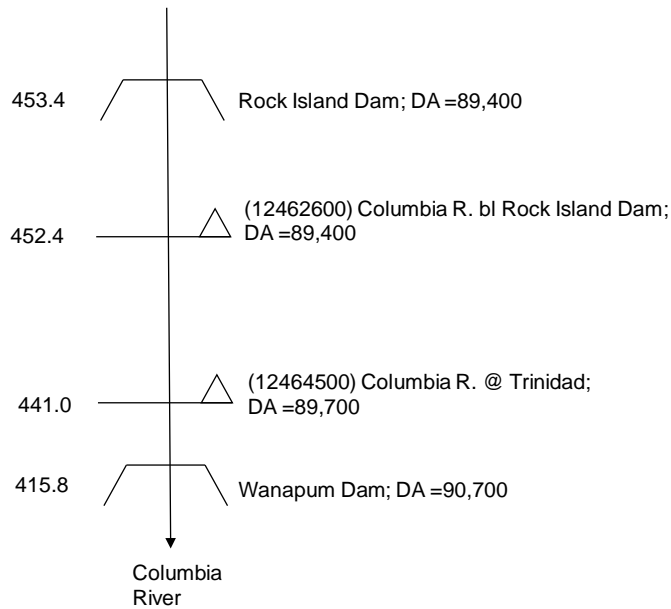 453.4
Rock Island Dam; DA =89,400
(12462600) Columbia R. bl Rock Island Dam;
DA =89,400
452.4
(12464500) Columbia R. @ Trinidad;
DA =89,700
441.0
415.8
Wanapum Dam; DA =90,700
Columbia
River